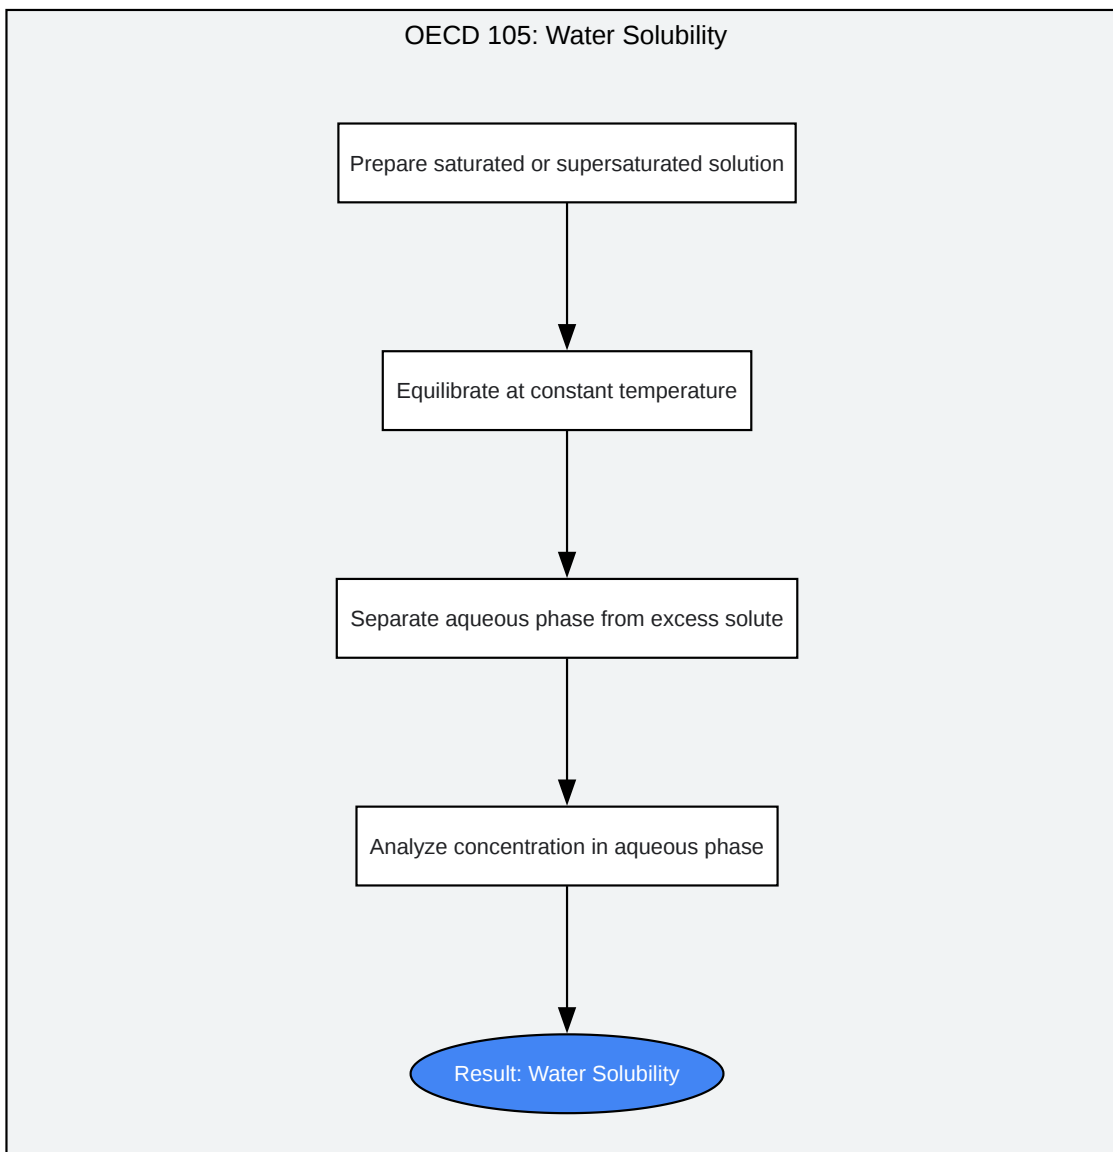 OECD 105: Water Solubility
Prepare saturated or supersaturated solution
Equilibrate at constant temperature
Separate aqueous phase from excess solute
Analyze concentration in aqueous phase
Result: Water Solubility